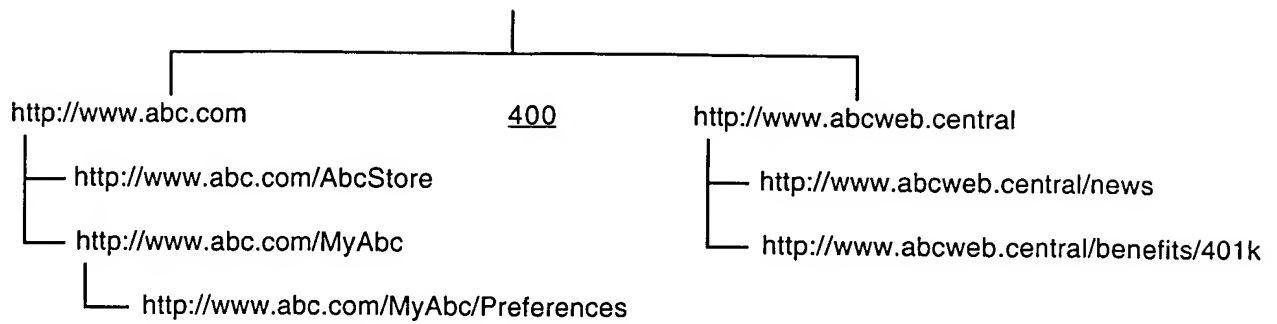 http://www.abc.com
400
http://www.abcweb.central
http://www.abc.com/AbcStore
http://www.abcweb.central/news
http://www.abc.com/MyAbc
http://www.abcweb.central/benefits/401k
http://www.abc.com/MyAbc/Preferences